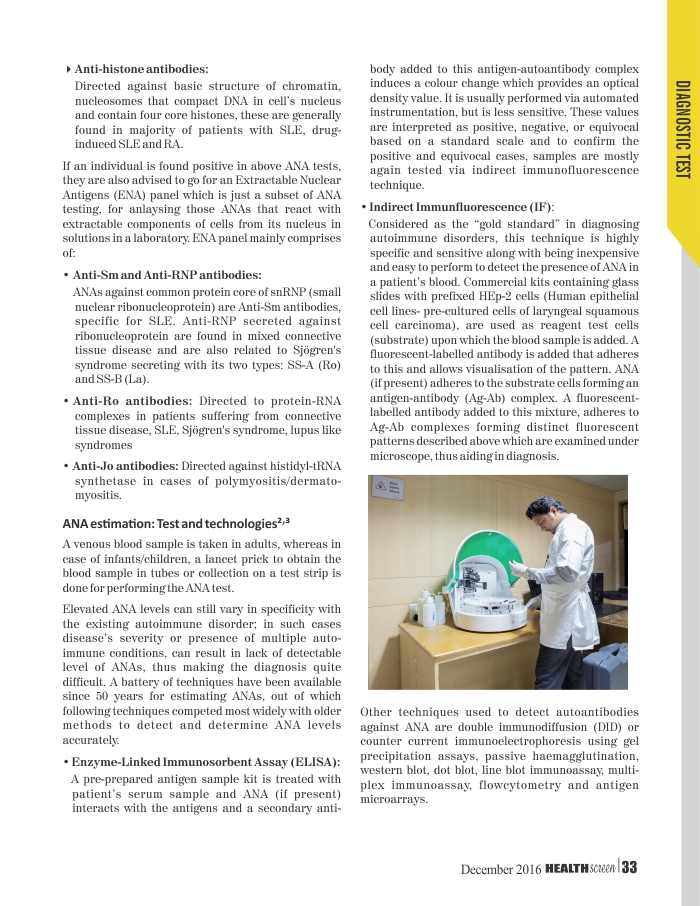 ▸ Anti-histone antibodies:
Directed against basic structure of chromatin,
nucleosomes that compact DNA in cell's nucleus
and contain four core histones, these are generally
found in majority of patients with SLE, drug-
induced SLE and RA.
If an individual is found positive in above ANA tests,
they are also advised to go for an Extractable Nuclear
Antigens (ENA) panel which is just a subset of ANA
testing, for anlaysing those ANAs that react with
extractable components of cells from its nucleus in
solutions in a laboratory. ENA panel mainly comprises
of:
• Anti-Sm and Anti-RNP antibodies:
ANAs against common protein core of snRNP (small
nuclear ribonucleoprotein) are Anti-Sm antibodies,
specific for SLE. Anti-RNP secreted against
ribonucleoprotein are found in mixed connective
tissue disease and are also related to Sjögren's
syndrome secreting with its two types: SS-A (Ro)
and SS-B (La).
• Anti-Ro antibodies: Directed to protein-RNA
complexes in patients suffering from connective
tissue disease, SLE, Sjögren's syndrome, lupus like
syndromes
• Anti-Jo antibodies: Directed against histidyl-tRNA
synthetase in cases of polymyositis/dermato-
myositis.
ANA estimation: Test and technologies²,³
A venous blood sample is taken in adults, whereas in
case of infants/children, a lancet prick to obtain the
blood sample in tubes or collection on a test strip is
done for performing the ANA test.
Elevated ANA levels can still vary in specificity with
the existing autoimmune disorder; in such cases
disease's severity or presence of multiple auto-
immune conditions, can result in lack of detectable
level of ANAs, thus making the diagnosis quite
difficult. A battery of techniques have been available
since 50 years for estimating ANAs, out of which
following techniques competed most widely with older
methods to detect and determine ANA levels
accurately.
• Enzyme-Linked Immunosorbent Assay (ELISA):
A pre-prepared antigen sample kit is treated with
patient's serum sample and ANA (if present)
interacts with the antigens and a secondary anti-
body added to this antigen-autoantibody complex
induces a colour change which provides an optical
density value. It is usually performed via automated
instrumentation, but is less sensitive. These values
are interpreted as positive, negative, or equivocal
based on a standard scale and to confirm the
positive and equivocal cases, samples are mostly
again tested via indirect immunofluorescence
technique.
• Indirect Immunfluorescence (IF):
Considered as the “gold standard” in diagnosing
autoimmune disorders, this technique is highly
specific and sensitive along with being inexpensive
and easy to perform to detect the presence of ANA in
a patient's blood. Commercial kits containing glass
slides with prefixed HEp-2 cells (Human epithelial
cell lines- pre-cultured cells of laryngeal squamous
cell carcinoma), are used as reagent test cells
(substrate) upon which the blood sample is added. A
fluorescent-labelled antibody is added that adheres
to this and allows visualisation of the pattern. ANA
(if present) adheres to the substrate cells forming an
antigen-antibody (Ag-Ab) complex. A fluorescent-
labelled antibody added to this mixture, adheres to
Ag-Ab complexes forming distinct fluorescent
patterns described above which are examined under
microscope, thus aiding in diagnosis.
Other techniques used to detect autoantibodies
against ANA are double immunodiffusion (DID) or
counter current immunoelectrophoresis using gel
precipitation assays, passive haemagglutination,
western blot, dot blot, line blot immunoassay, multi-
plex immunoassay, flowcytometry and antigen
microarrays.
DIAGNOSTIC TEST
December 2016 HEALTHscreen 33